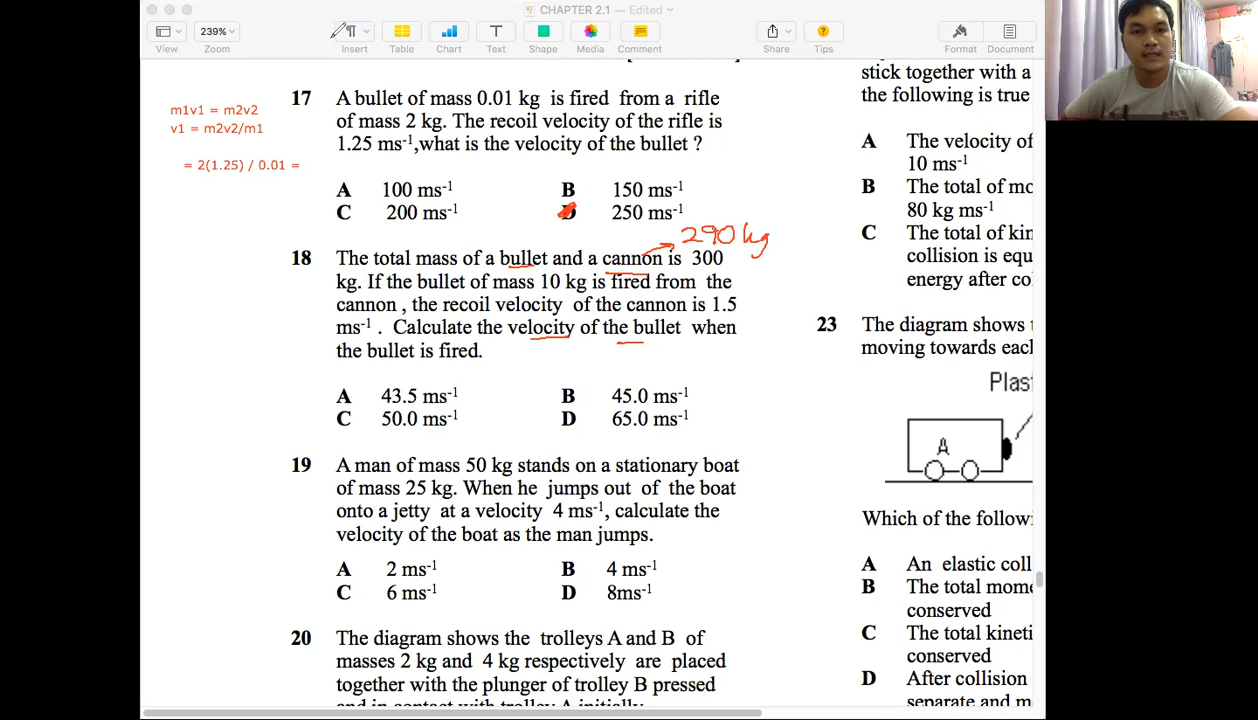 CHAPTER 2.1 — Edited
239%
View
Zoom
Insert
Table
Chart
Text
Shape
Media
Comment
Share
Tips
Format
Document
m1v1 = m2v2
v1 = m2v2/m1
= 2(1.25) / 0.01 =
17 A bullet of mass 0.01 kg is fired from a rifle
of mass 2 kg. The recoil velocity of the rifle is
1.25 ms-1,what is the velocity of the bullet ?
A 100 ms-1 B 150 ms-1
C 200 ms-1 D 250 ms-1
290 kg
18 The total mass of a bullet and a cannon is 300
kg. If the bullet of mass 10 kg is fired from the
cannon , the recoil velocity of the cannon is 1.5
ms-1 . Calculate the velocity of the bullet when
the bullet is fired.
A 43.5 ms-1 B 45.0 ms-1
C 50.0 ms-1 D 65.0 ms-1
19 A man of mass 50 kg stands on a stationary boat
of mass 25 kg. When he jumps out of the boat
onto a jetty at a velocity 4 ms-1, calculate the
velocity of the boat as the man jumps.
A 2 ms-1 B 4 ms-1
C 6 ms-1 D 8ms-1
20 The diagram shows the trolleys A and B of
masses 2 kg and 4 kg respectively are placed
together with the plunger of trolley B pressed
and in contact with trolley A initially
stick together with a
the following is true
A The velocity of
10 ms-1
B The total of mo
80 kg ms-1
C The total of kin
collision is equ
energy after co
23 The diagram shows
moving towards eac
Plas
A
Which of the follow
A An elastic coll
B The total mom
conserved
C The total kineti
conserved
D After collision
separate and m